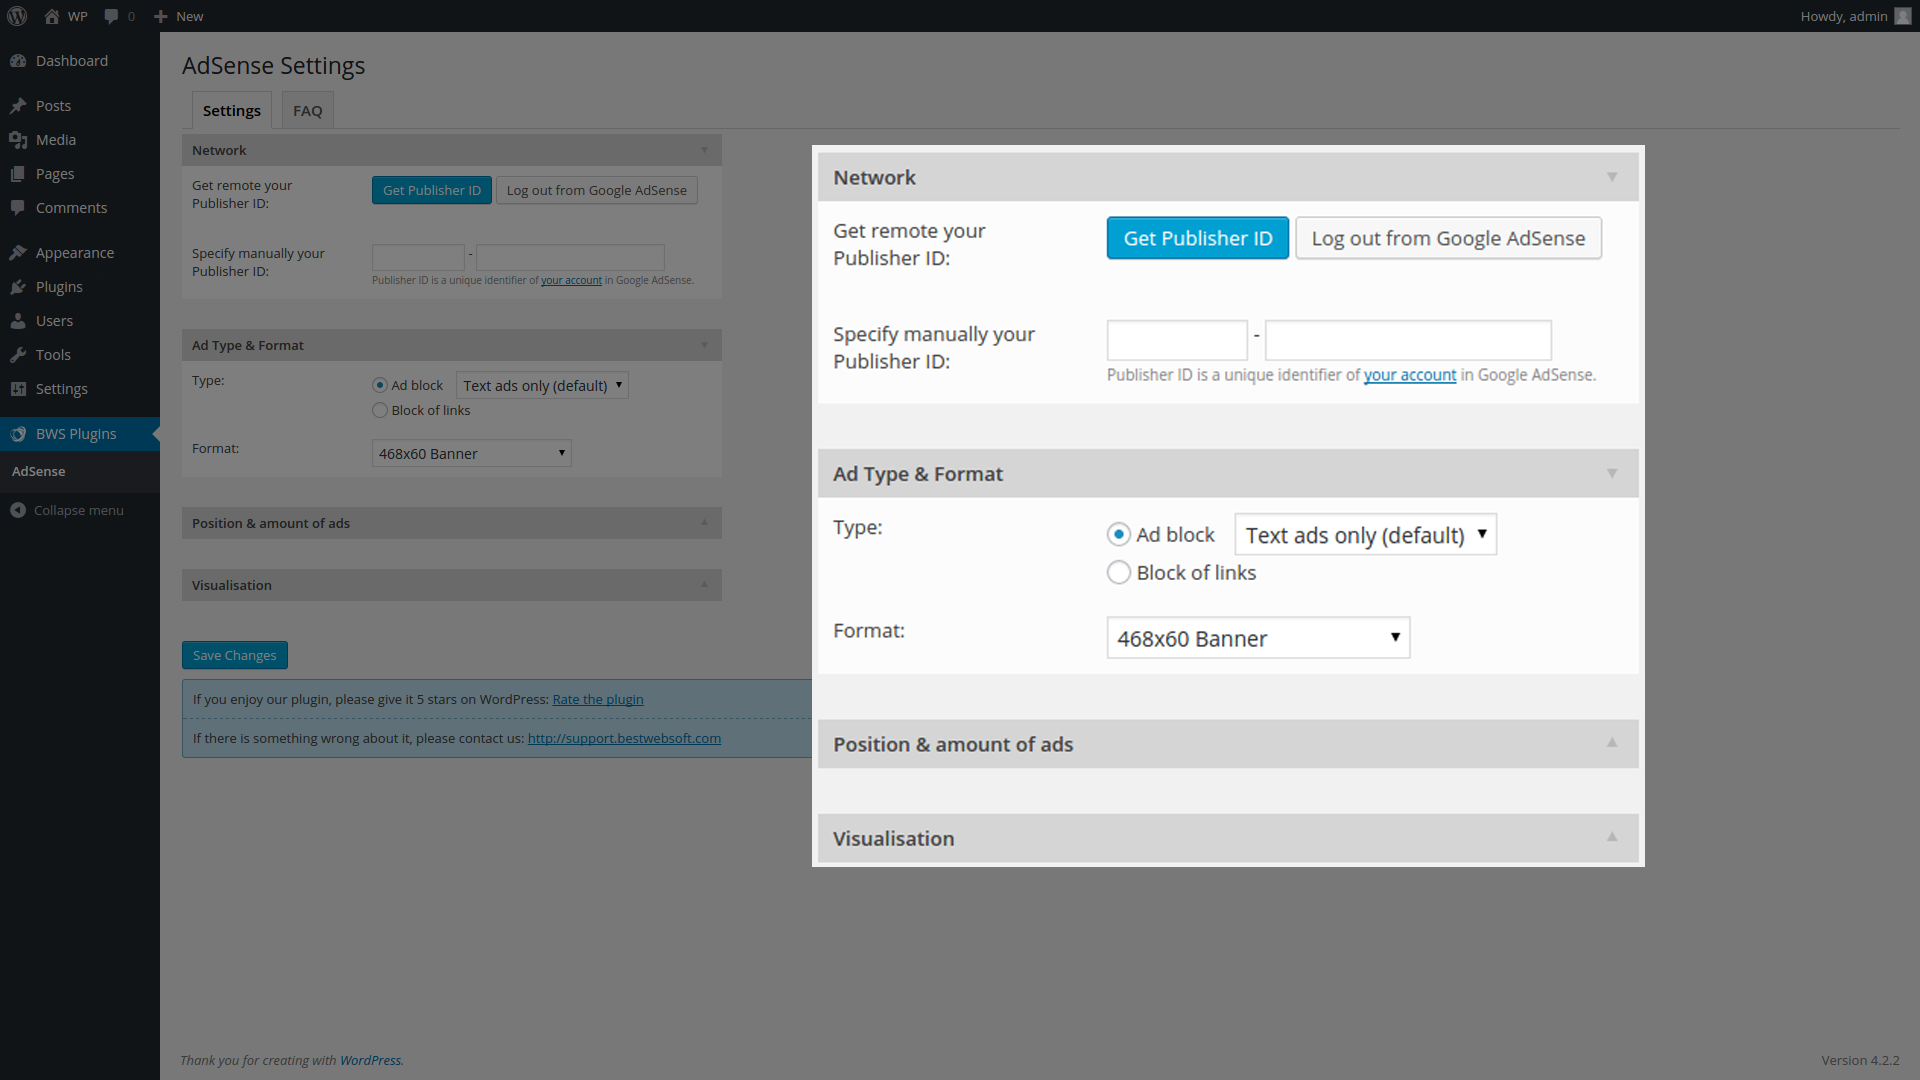 WP 0 New Howdy, admin
Dashboard
Posts
Media
Pages
Comments
Appearance
Plugins
Users
Tools
Settings
BWS Plugins
AdSense
Collapse menu
AdSense Settings
Settings FAQ
Network
Get remote your
Publisher ID:
Get Publisher ID Log out from Google AdSense
Specify manually your
Publisher ID:
-
Publisher ID is a unique identifier of your account in Google AdSense.
Ad Type & Format
Type:
Ad block Text ads only (default)
Block of links
Format:
468x60 Banner
Position & amount of ads
Visualisation
Save Changes
If you enjoy our plugin, please give it 5 stars on WordPress: Rate the plugin
If there is something wrong about it, please contact us: http://support.bestwebsoft.com
Network
Get remote your
Publisher ID:
Get Publisher ID Log out from Google AdSense
Specify manually your
Publisher ID:
-
Publisher ID is a unique identifier of your account in Google AdSense.
Ad Type & Format
Type:
Ad block Text ads only (default)
Block of links
Format:
468x60 Banner
Position & amount of ads
Visualisation
Thank you for creating with WordPress.
Version 4.2.2